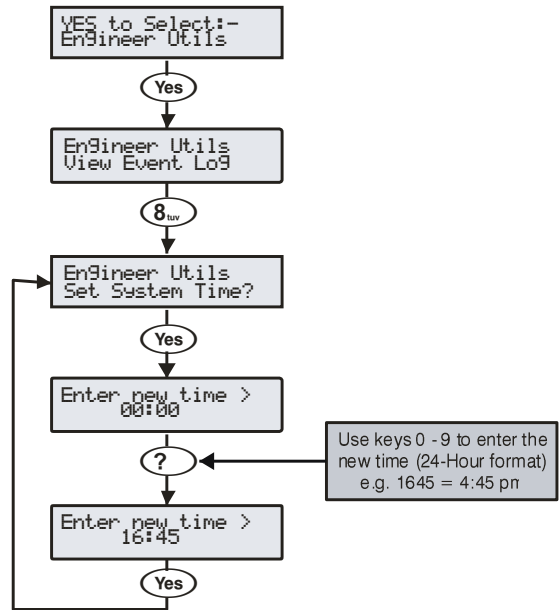 YES to Select:-
Engineer Utils
Yes
Engineer Utils
View Event Log
8tuv
Engineer Utils
Set System Time?
Yes
Enter new time >
00:00
?
Use keys 0 - 9 to enter the
new time (24-Hour format)
e.g. 1645 = 4:45 pm
Enter new time >
16:45
Yes